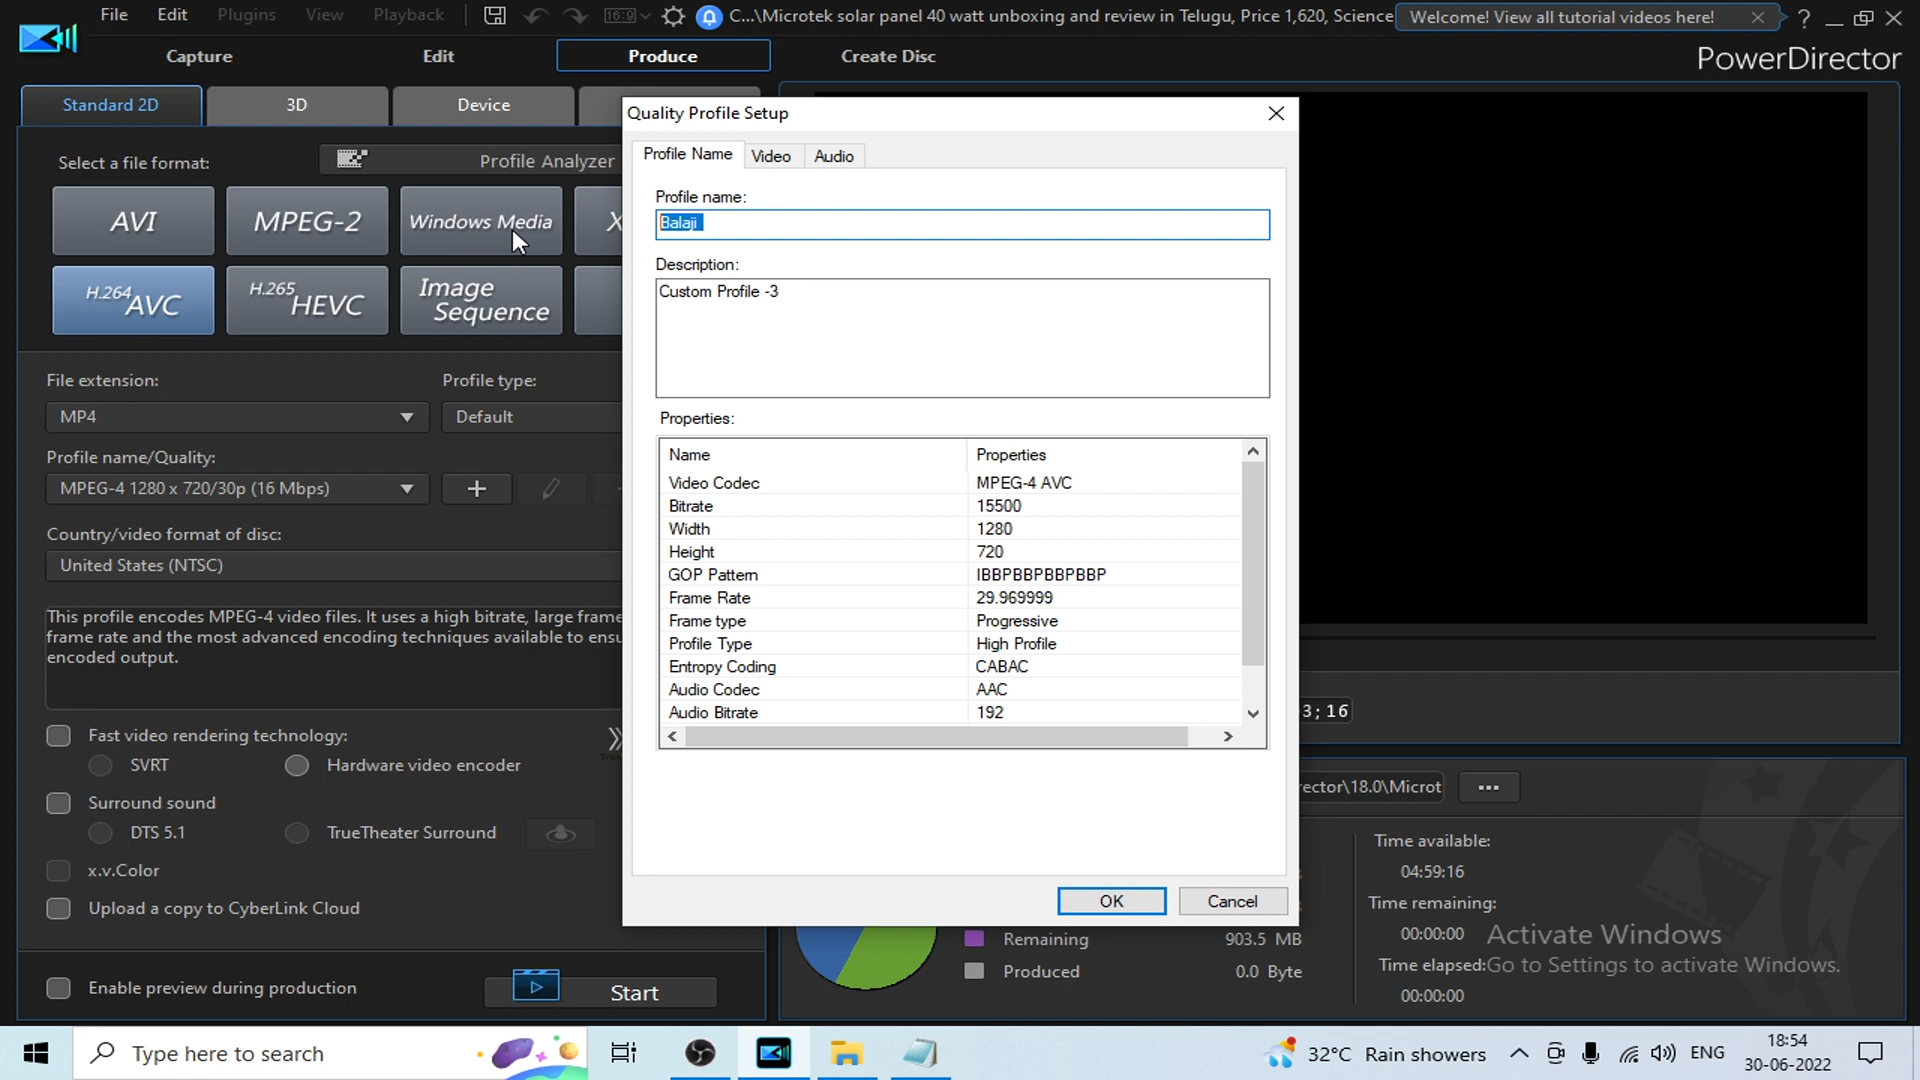 File Edit Plugins View Playback 16:9 C...\Microtek solar panel 40 watt unboxing and review in Telugu, Price 1,620, Science Welcome! View all tutorial videos here! ?
Capture Edit Produce Create Disc PowerDirector
Standard 2D 3D Device
Select a file format: Profile Analyzer
AVI MPEG-2 Windows Media X
H.264 AVC H.265 HEVC Image Sequence
File extension: Profile type:
MP4 Default
Profile name/Quality:
MPEG-4 1280 x 720/30p (16 Mbps)
Country/video format of disc:
United States (NTSC)
This profile encodes MPEG-4 video files. It uses a high bitrate, large frame
frame rate and the most advanced encoding techniques available to ensu
encoded output.
Fast video rendering technology:
SVRT Hardware video encoder
Surround sound
DTS 5.1 TrueTheater Surround
x.v.Color
Upload a copy to CyberLink Cloud
Enable preview during production Start
Quality Profile Setup
Profile Name Video Audio
Profile name:
Balaji
Description:
Custom Profile -3
Properties:
Name Properties
Video Codec MPEG-4 AVC
Bitrate 15500
Width 1280
Height 720
GOP Pattern IBBPBBPBBPBBP
Frame Rate 29.969999
Frame type Progressive
Profile Type High Profile
Entropy Coding CABAC
Audio Codec AAC
Audio Bitrate 192
OK Cancel
3;16
rector\18.0\Microt ...
Time available:
04:59:16
Time remaining:
00:00:00
Time elapsed:
00:00:00
Remaining 903.5 MB
Produced 0.0 Byte
Activate Windows
Go to Settings to activate Windows.
Type here to search 32°C Rain showers ENG 18:54
30-06-2022